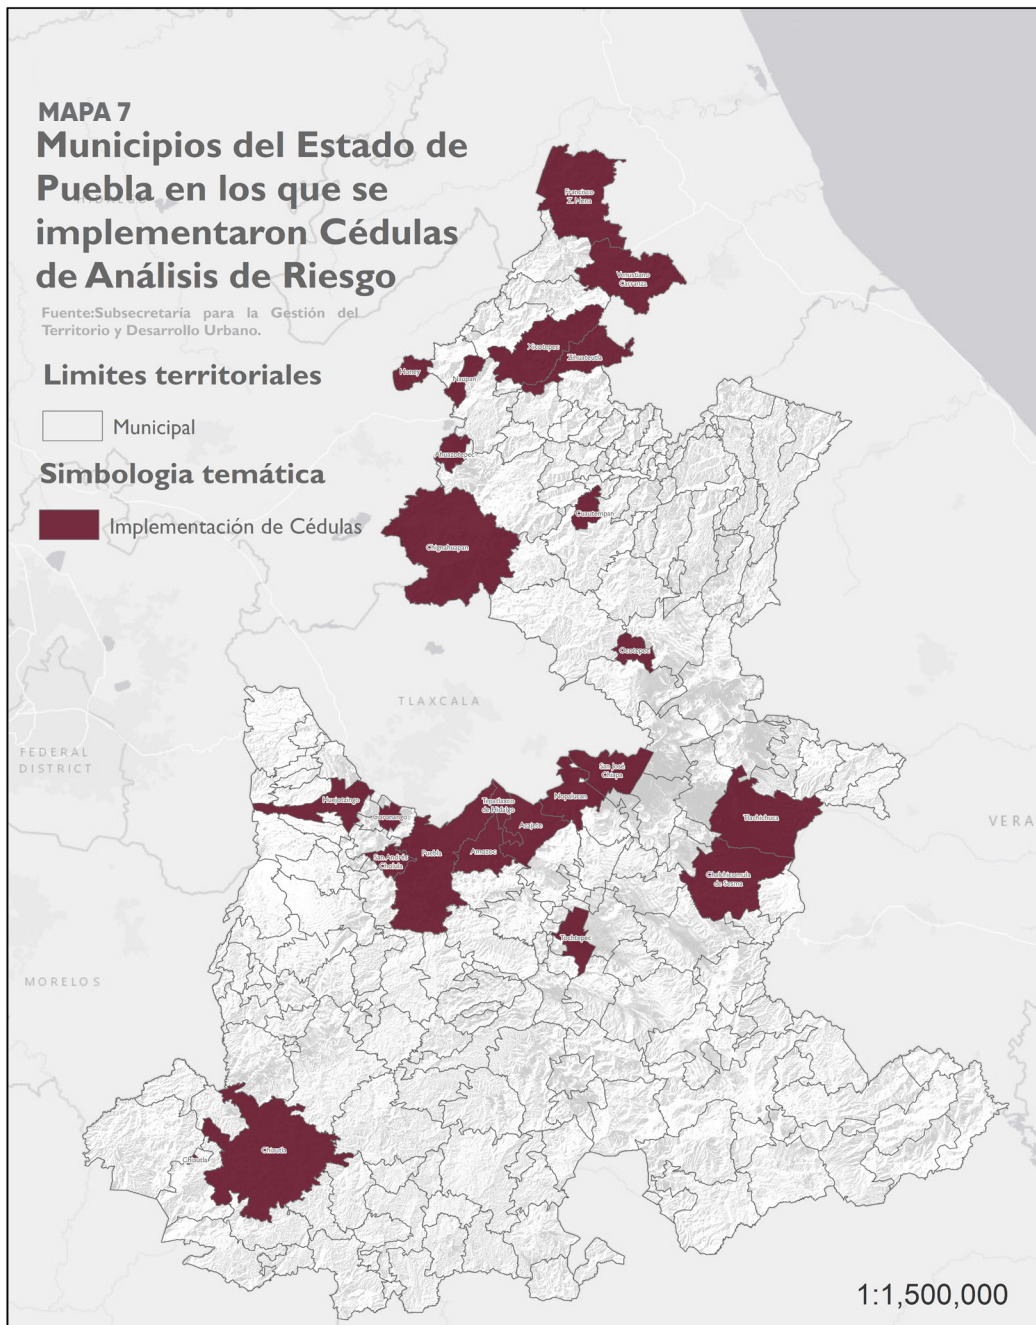 MAPA 7
Municipios del Estado de
Puebla en los que se
implementaron Cédulas
de Análisis de Riesgo
Fuente:Subsecretaría para la Gestión del
Territorio y Desarrollo Urbano.
Limites territoriales
Municipal
Simbologia temática
Implementación de Cédulas
Francisco
Z. Mena
Venustiano
Carranza
Xicotepec
Zihuateutla
Honey
Naupan
Ahuazotepec
Cuautempan
Chignahuapan
Ocotepec
TLAXCALA
FEDERAL
DISTRICT
San José
Chiapa
Nopalucan
Tepatlaxco
de Hidalgo
Acajete
Amozoc
Puebla
Huejotzingo
Coronango
San Andrés
Cholula
Tlachichuca
Chalchicomula
de Sesma
VERA
Tochtepec
MORELOS
Chiautla
Chiautla
1:1,500,000